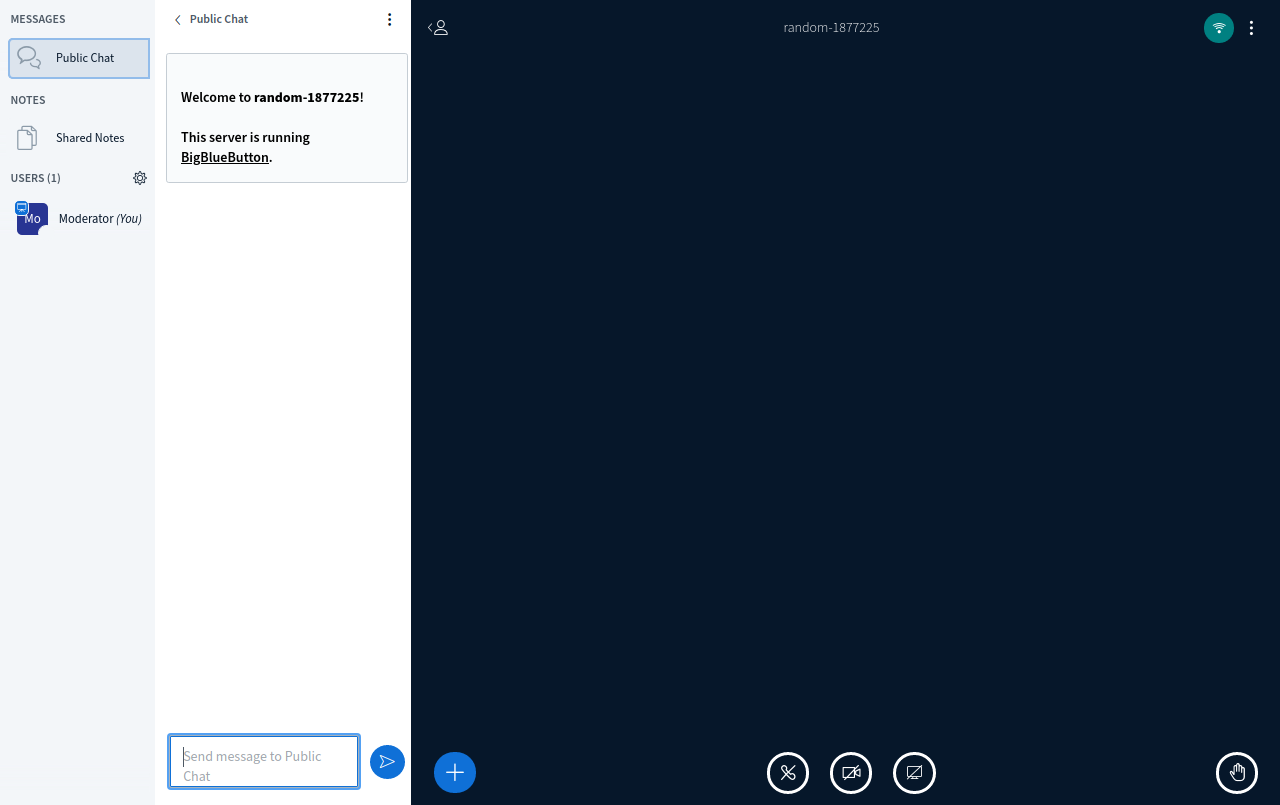 MESSAGES
Public Chat
NOTES
Shared Notes
USERS (1)
Mo
Moderator (You)
Public Chat
Welcome to random-1877225!
This server is running
BigBlueButton.
Send message to Public
Chat
random-1877225